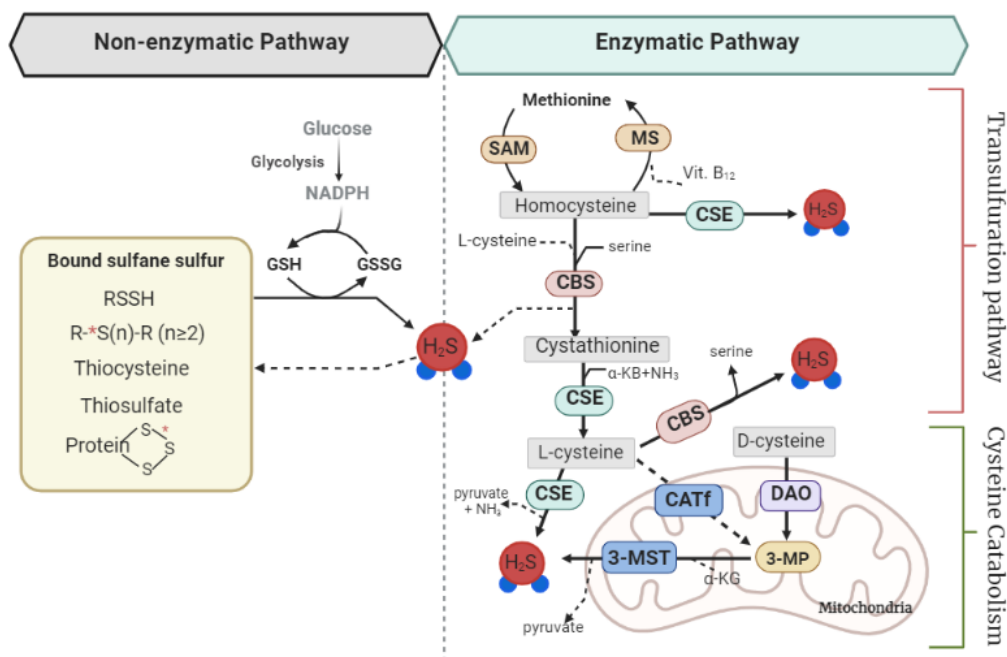 Non-enzymatic Pathway
Enzymatic Pathway
Glucose
Glycolysis
NADPH
GSH
GSSG
Bound sulfane sulfur
RSSH
R-*S(n)-R (n≥2)
Thiocysteine
Thiosulfate
Protein
S
*
S
S
S
H₂S
Methionine
SAM
MS
Vit. B₁₂
Homocysteine
CSE
H₂S
L-cysteine
serine
CBS
Cystathionine
α-KB+NH₃
CSE
serine
H₂S
CBS
L-cysteine
D-cysteine
CSE
pyruvate
+ NH₃
CATf
DAO
H₂S
3-MST
3-MP
α-KG
pyruvate
Mitochondria
Transulfuration pathway
Cysteine Catabolism